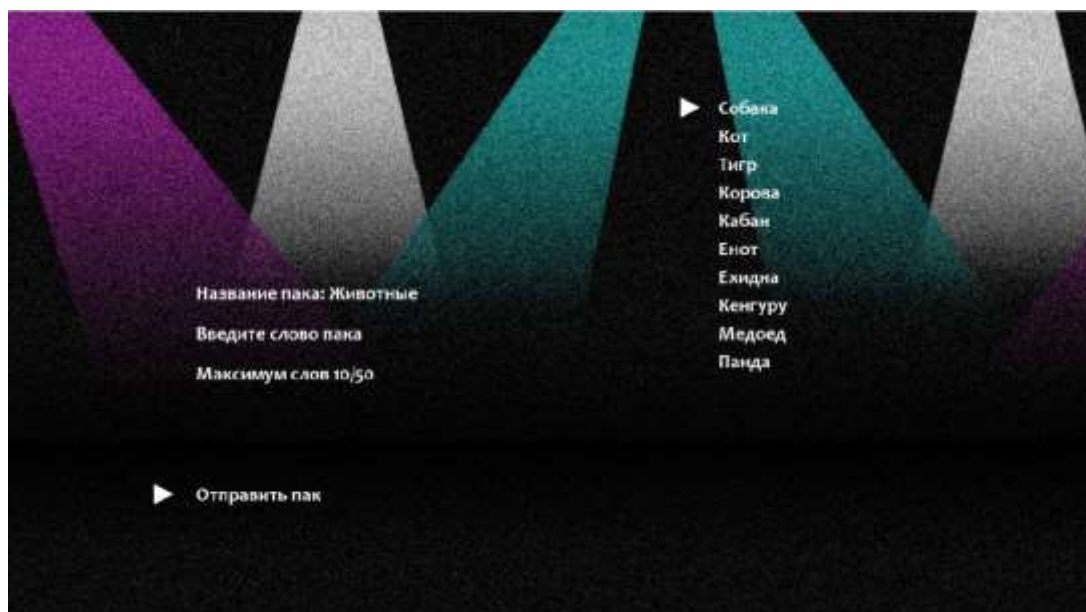 Название пака: Животные
Введите слово пака
Максимум слов 10/50
Отправить пак
Собака
Кот
Тигр
Корова
Кабан
Енот
Ехидна
Кенгуру
Медоед
Панда